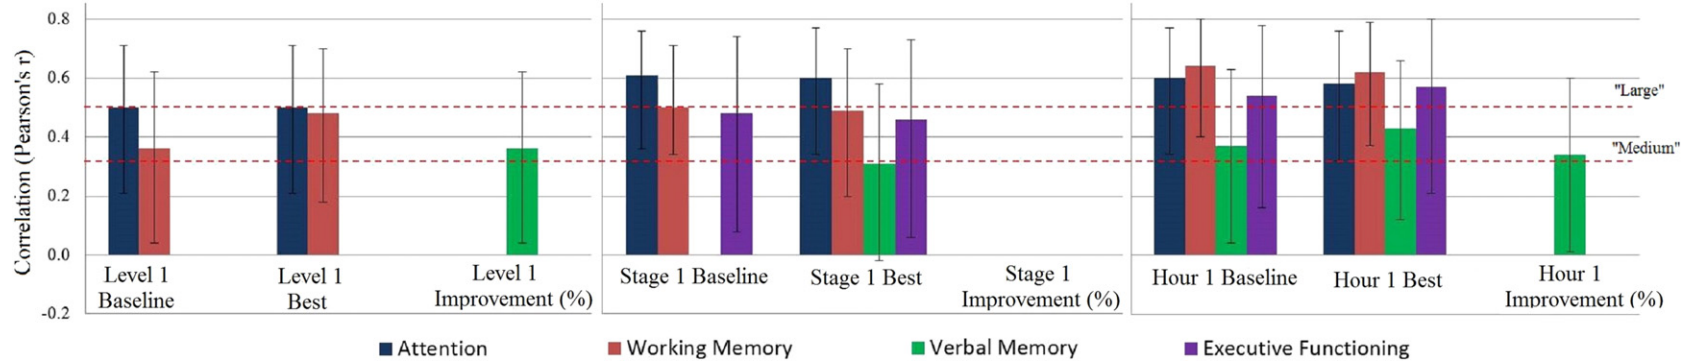 Correlation (Pearson's r)
0.8
0.6
0.4
0.2
0.0
-0.2
"Large"
"Medium"
Level 1
Baseline
Level 1
Best
Level 1
Improvement (%)
Stage 1 Baseline
Stage 1 Best
Stage 1
Improvement (%)
Hour 1 Baseline
Hour 1 Best
Hour 1
Improvement (%)
Attention
Working Memory
Verbal Memory
Executive Functioning